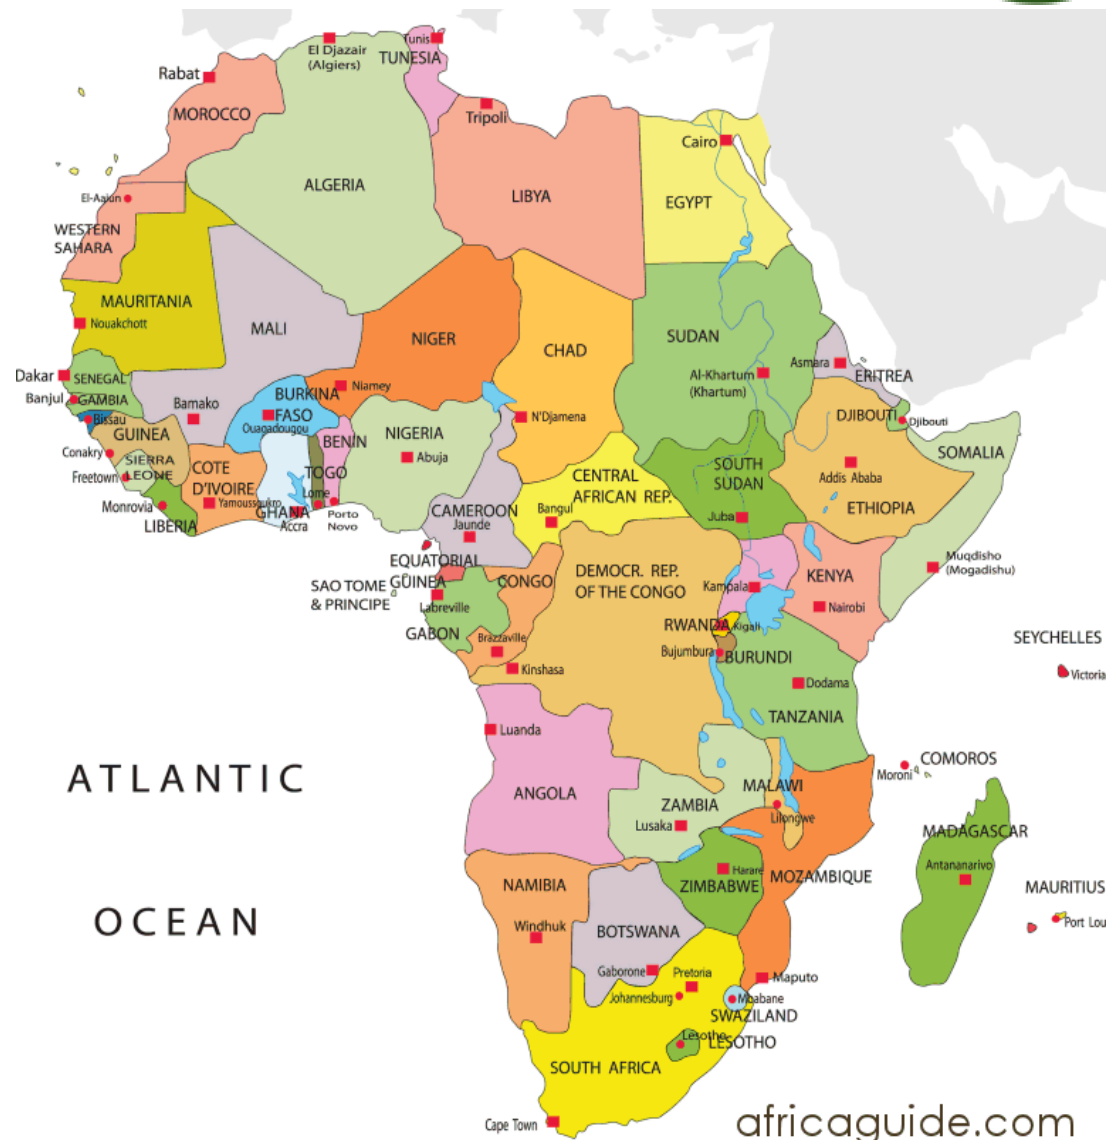 Tunis
El Djazair
(Algiers)
TUNESIA
Rabat
MOROCCO
Tripoli
Cairo
ALGERIA
LIBYA
EGYPT
El-Aaiun
WESTERN
SAHARA
MAURITANIA
Nouakchott
MALI
NIGER
CHAD
SUDAN
Al-Khartum
(Khartum)
Asmara
ERITREA
Dakar
SENEGAL
Banjul
GAMBIA
Bissau
GUINEA
Bamako
BURKINA
FASO
Ouagadougou
Niamey
N'Djamena
DJIBOUTI
Djibouti
SOMALIA
Conakry
SIERRA
LEONE
Freetown
COTE
D'IVOIRE
Yamoussoukro
Monrovia
LIBERIA
GHANA
Accra
TOGO
Lome
BENIN
Porto
Novo
NIGERIA
Abuja
CAMEROON
Jaunde
CENTRAL
AFRICAN REP.
Bangul
SOUTH
SUDAN
Juba
Addis Ababa
ETHIOPIA
Muqdisho
(Mogadishu)
EQUATORIAL
GUINEA
SAO TOME
& PRINCIPE
Labreville
GABON
CONGO
Brazzaville
Kinshasa
DEMOCR. REP.
OF THE CONGO
Kampala
KENYA
Nairobi
RWANDA
Kigali
Bujumbura
BURUNDI
Dodama
TANZANIA
SEYCHELLES
Victoria
Luanda
ANGOLA
ATLANTIC
OCEAN
ZAMBIA
Lusaka
MALAWI
Lilongwe
Moroni
COMOROS
MADAGASCAR
Antananarivo
MAURITIUS
Port Lou
NAMIBIA
Windhuk
BOTSWANA
Gaborone
ZIMBABWE
Harare
MOZAMBIQUE
Pretoria
Johannesburg
Maputo
Mbabane
SWAZILAND
Lesotho
LESOTHO
SOUTH AFRICA
Cape Town
africaguide.com